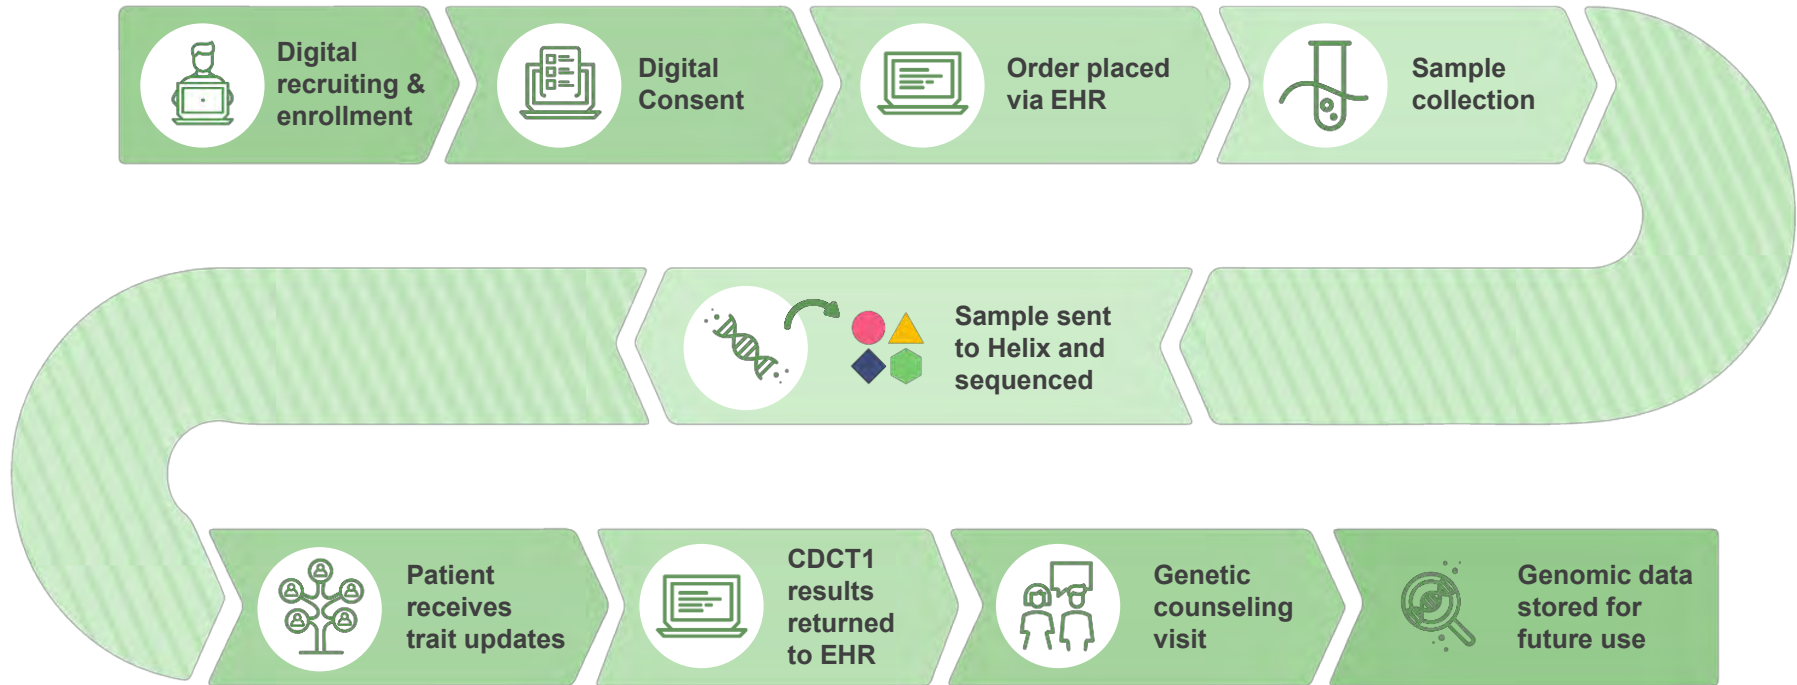 Digital
recruiting &
enrollment
Digital
Consent
Order placed
via EHR
Sample
collection
Sample sent
to Helix and
sequenced
Patient
receives
trait updates
CDCT1
results
returned
to EHR
Genetic
counseling
visit
Genomic data
stored for
future use